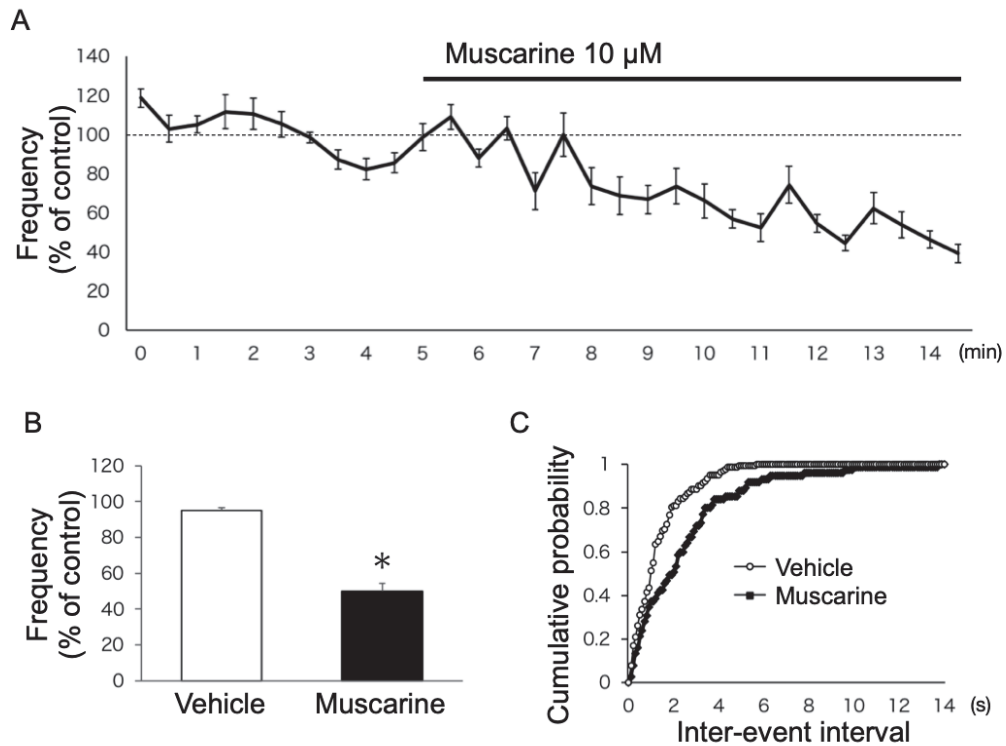 A
Muscarine 10 µM
Frequency
(% of control)
140
120
100
80
60
40
20
0
0 1 2 3 4 5 6 7 8 9 10 11 12 13 14 (min)
B
Frequency
(% of control)
120
100
80
60
40
20
0
*
Vehicle Muscarine
C
Cumulative probability
1
0.8
0.6
0.4
0.2
0
Vehicle
Muscarine
0 2 4 6 8 10 12 14 (s)
Inter-event interval